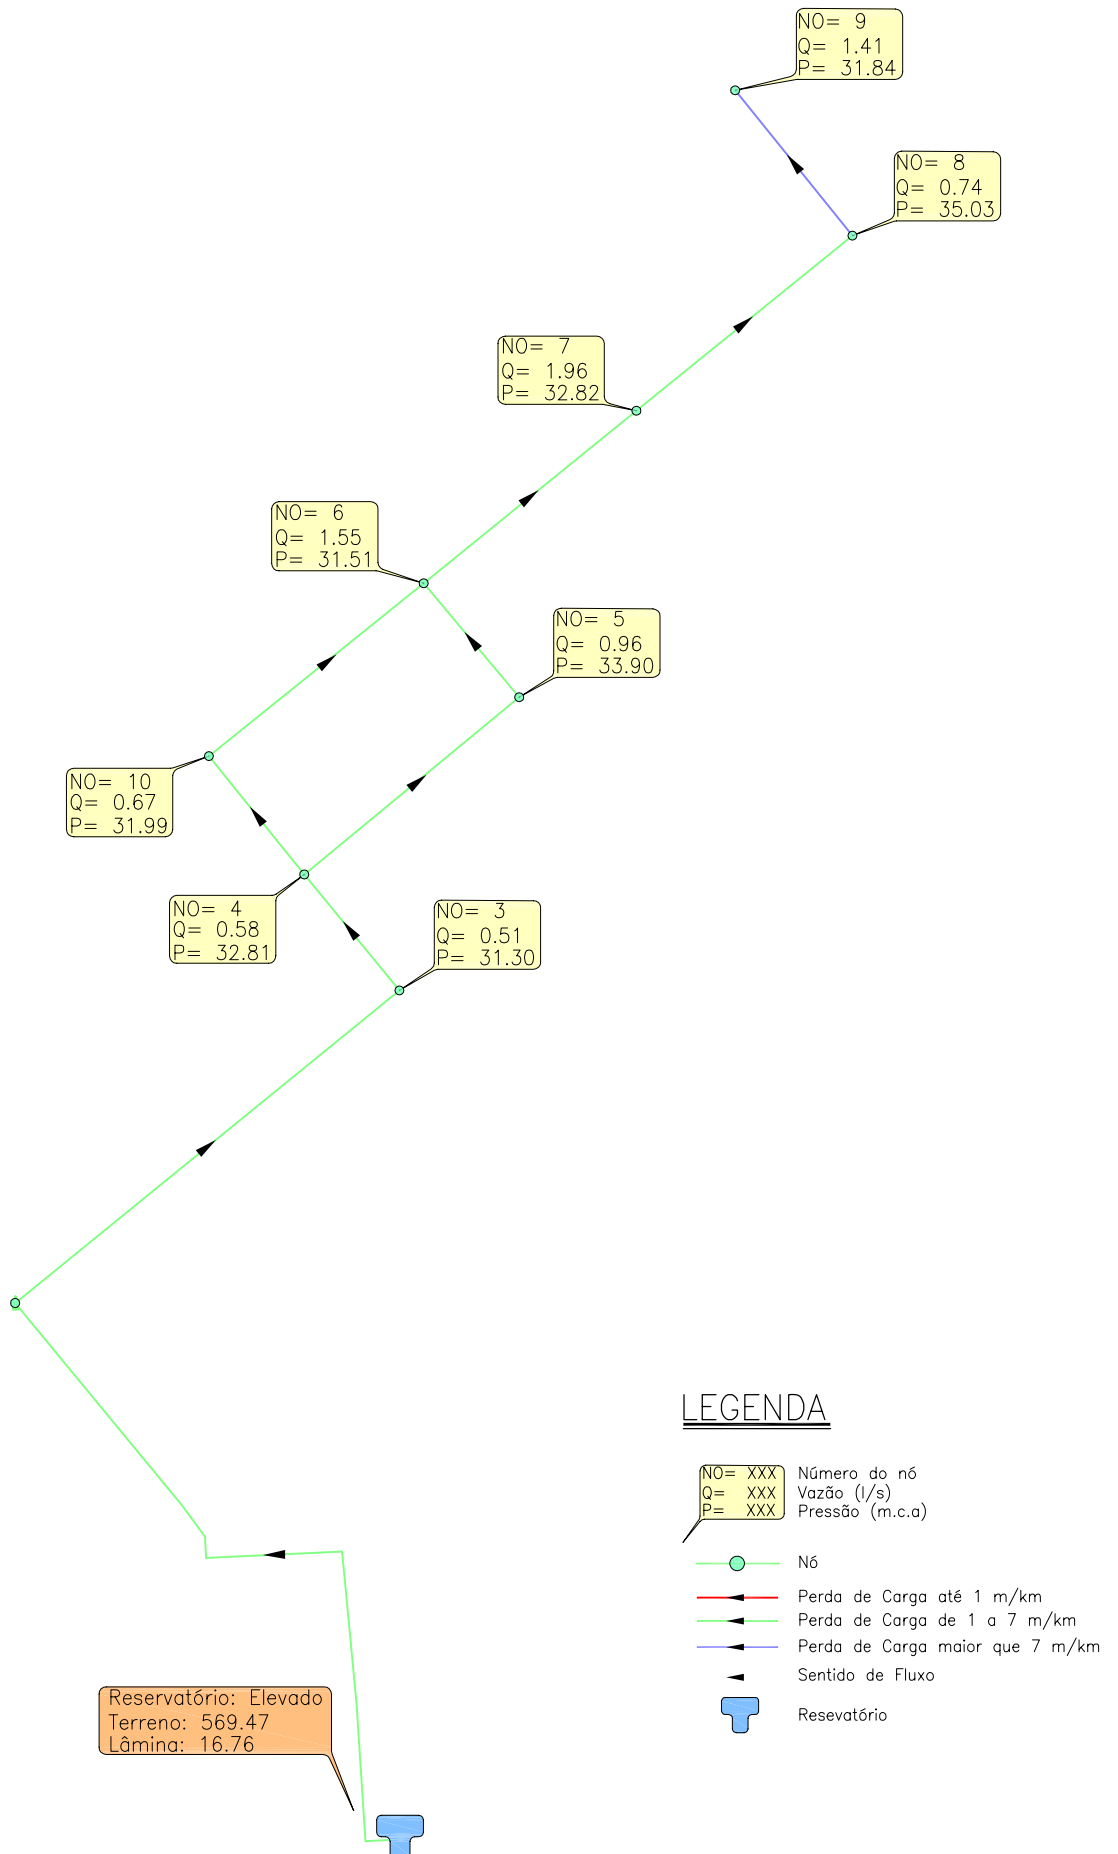 NO= 9
Q= 1.41
P= 31.84
NO= 8
Q= 0.74
P= 35.03
NO= 7
Q= 1.96
P= 32.82
NO= 6
Q= 1.55
P= 31.51
NO= 5
Q= 0.96
P= 33.90
NO= 10
Q= 0.67
P= 31.99
NO= 4
Q= 0.58
P= 32.81
NO= 3
Q= 0.51
P= 31.30
LEGENDA
NO= XXX Número do nó
Q= XXX Vazão (l/s)
P= XXX Pressão (m.c.a)
Nó
Perda de Carga até 1 m/km
Perda de Carga de 1 a 7 m/km
Perda de Carga maior que 7 m/km
Sentido de Fluxo
Resevatório
Reservatório: Elevado
Terreno: 569.47
Lâmina: 16.76